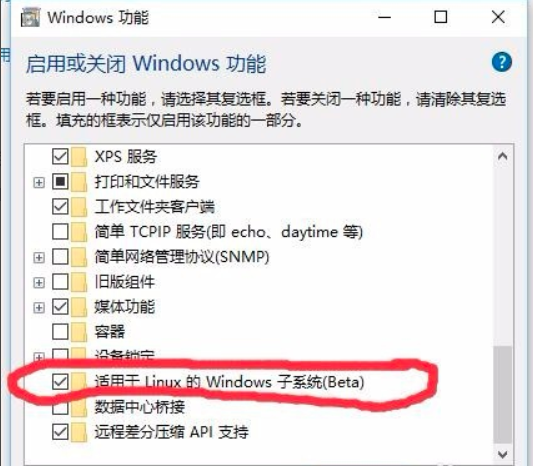 Windows 功能
启用或关闭 Windows 功能
若要启用一种功能，请选择其复选框。若要关闭一种功能，请清除其复选
框。填充的框表示仅启用该功能的一部分。
XPS 服务
打印和文件服务
工作文件夹客户端
简单 TCPIP 服务(即 echo、daytime 等)
简单网络管理协议(SNMP)
旧版组件
媒体功能
容器
设备锁定
适用于 Linux 的 Windows 子系统(Beta)
数据中心桥接
远程差分压缩 API 支持